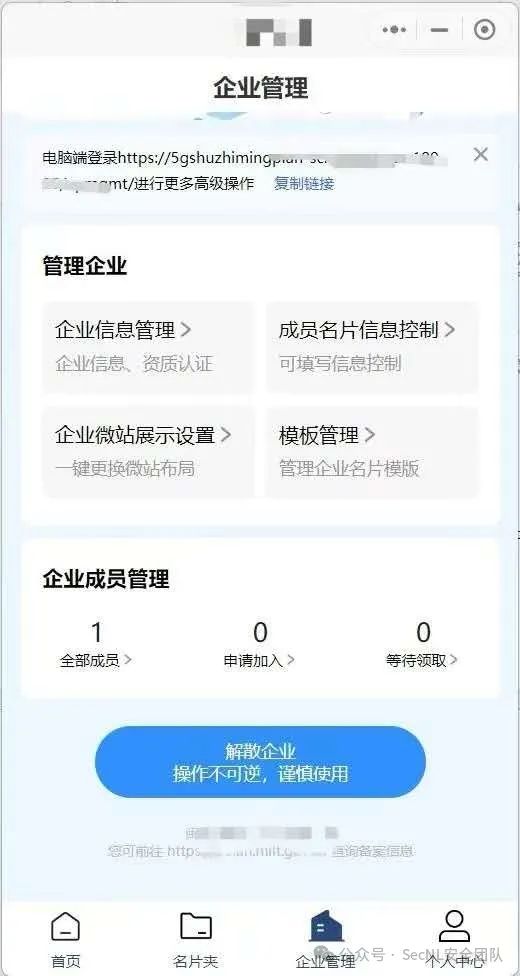 企业管理
电脑端登录https://5gshuzhimingpian-sc.
mgmt/进行更多高级操作 复制链接
管理企业
企业信息管理 >
成员名片信息控制 >
企业信息、资质认证
可填写信息控制
企业微站展示设置 >
模板管理 >
一键更换微站布局
管理企业名片模版
企业成员管理
1
0
0
全部成员 >
申请加入 >
等待领取 >
解散企业
操作不可逆，谨慎使用
您可前往 https 查询备案信息
首页
名片夹
企业管理
个人中心
公众号 · SecNL安全团队